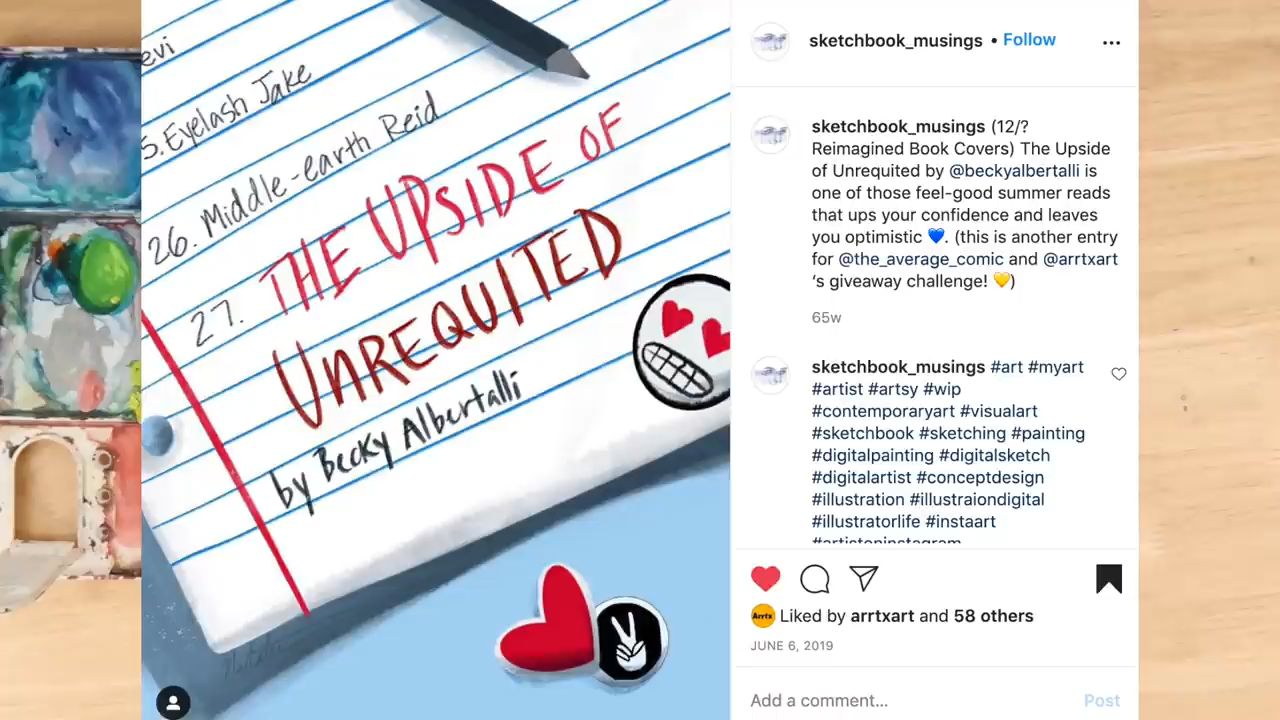 evi
5. Eyelash Jake
26. Middle-earth Reid
27. THE UPSIDE OF
UNREQUITED
by Becky Albertalli
sketchbook_musings • Follow
sketchbook_musings (12/?
Reimagined Book Covers) The Upside
of Unrequited by @beckyalbertalli is
one of those feel-good summer reads
that ups your confidence and leaves
you optimistic 💙. (this is another entry
for @the_average_comic and @arrtxart
‘s giveaway challenge! 💛)
65w
sketchbook_musings #art #myart
#artist #artsy #wip
#contemporaryart #visualart
#sketchbook #sketching #painting
#digitalpainting #digitalsketch
#digitalartist #conceptdesign
#illustration #illustraiondigital
#illustratorlife #instaart
#artistoninstagram
Arrtx Liked by arrtxart and 58 others
JUNE 6, 2019
Add a comment... Post